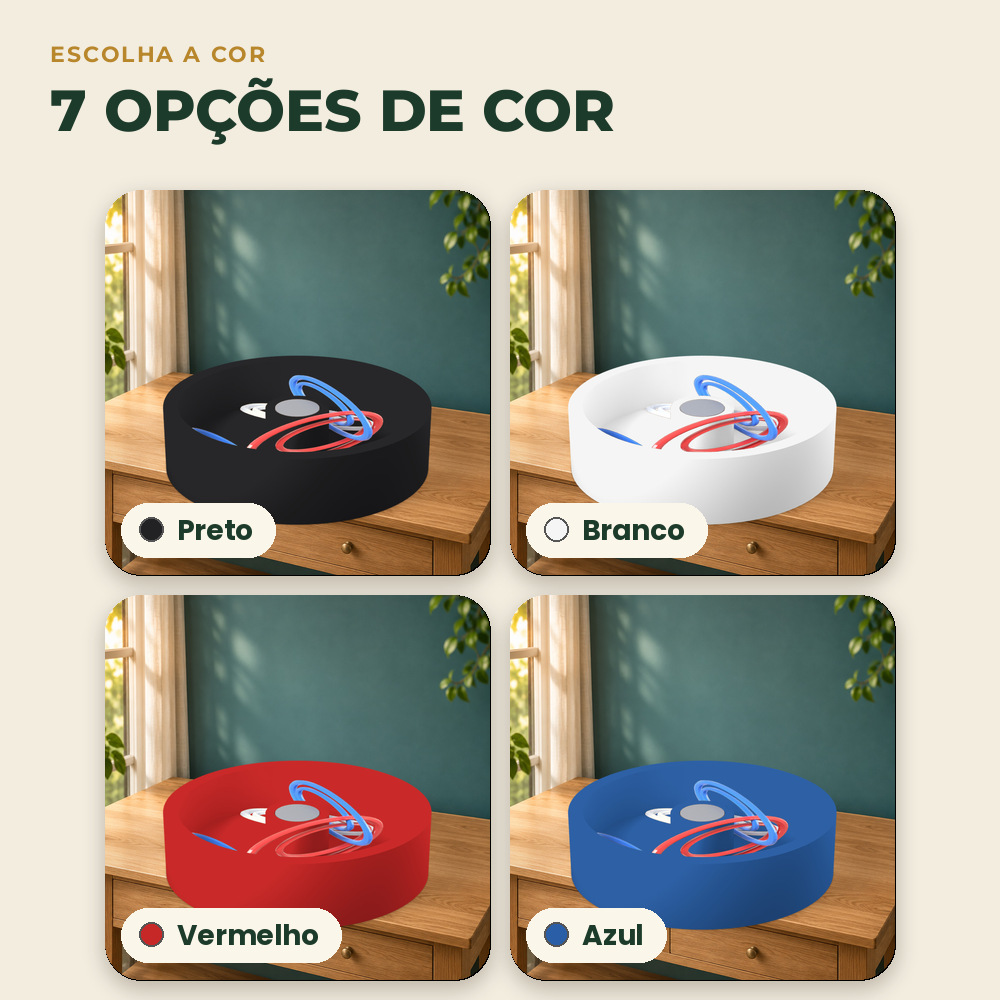 ESCOLHA A COR
7 OPÇÕES DE COR
Preto
Branco
Vermelho
Azul